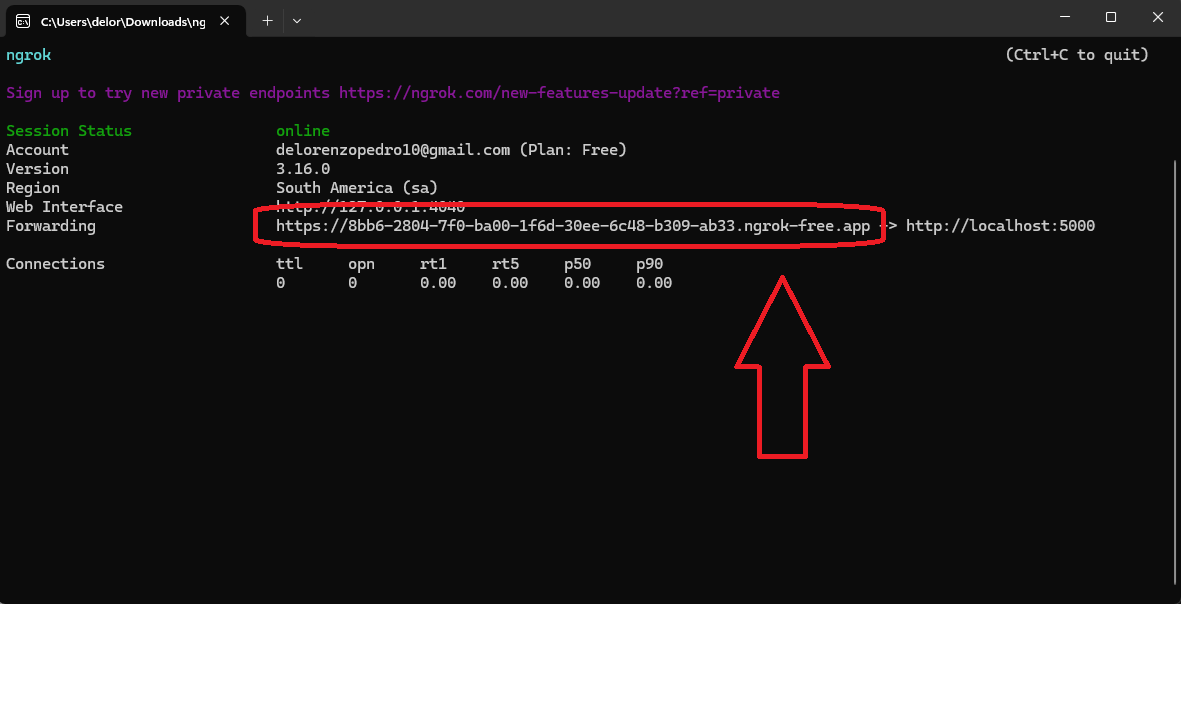 C:\Users\delor\Downloads\ng
ngrok (Ctrl+C to quit)
Sign up to try new private endpoints https://ngrok.com/new-features-update?ref=private
Session Status online
Account delorenzopedro10@gmail.com (Plan: Free)
Version 3.16.0
Region South America (sa)
Web Interface http://127.0.0.1:4040
Forwarding https://8bb6-2804-7f0-ba00-1f6d-30ee-6c48-b309-ab33.ngrok-free.app -> http://localhost:5000
Connections ttl opn rt1 rt5 p50 p90
0 0 0.00 0.00 0.00 0.00